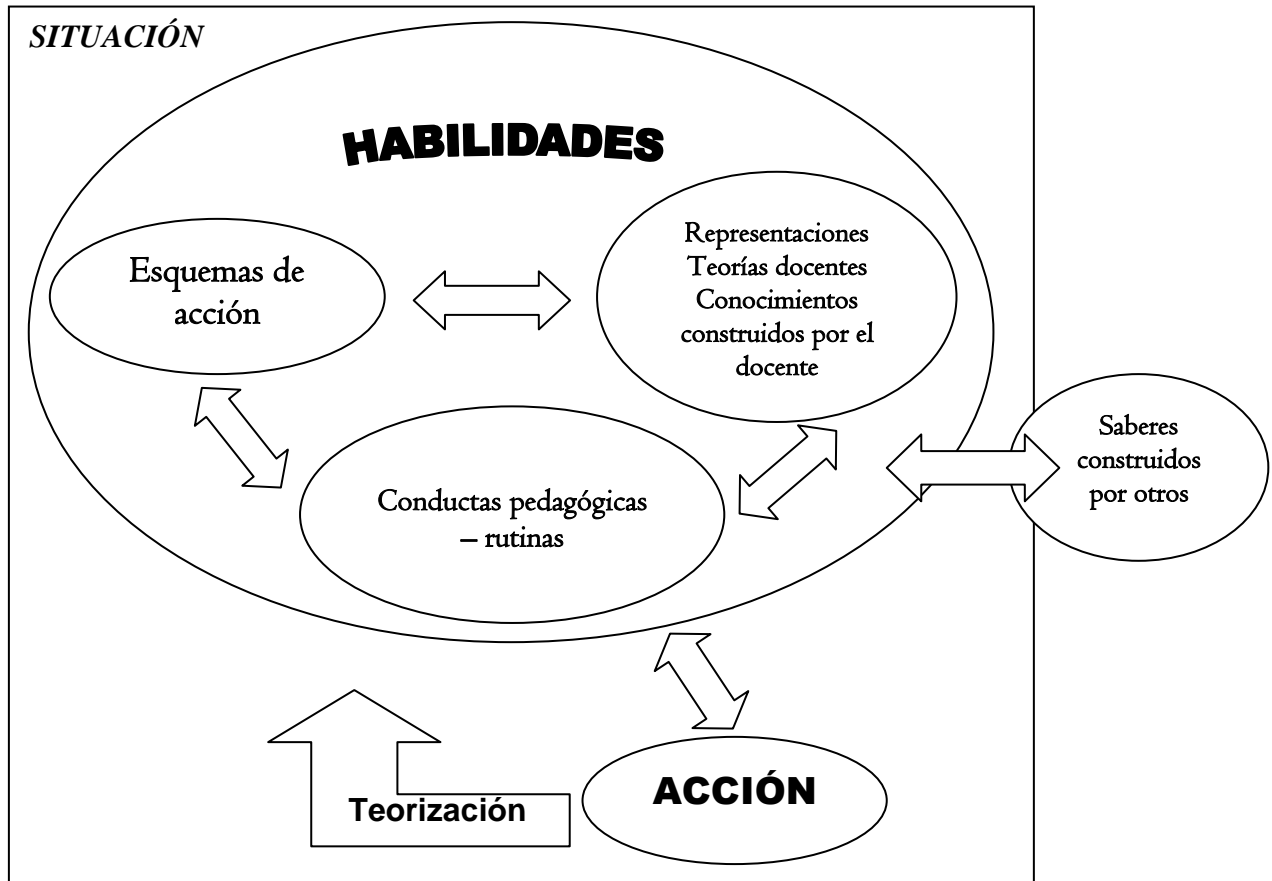 SITUACIÓN
HABILIDADES
Esquemas de
acción
Representaciones
Teorías docentes
Conocimientos
construidos por el
docente
Conductas pedagógicas
– rutinas
Saberes
construidos
por otros
Teorización
ACCIÓN